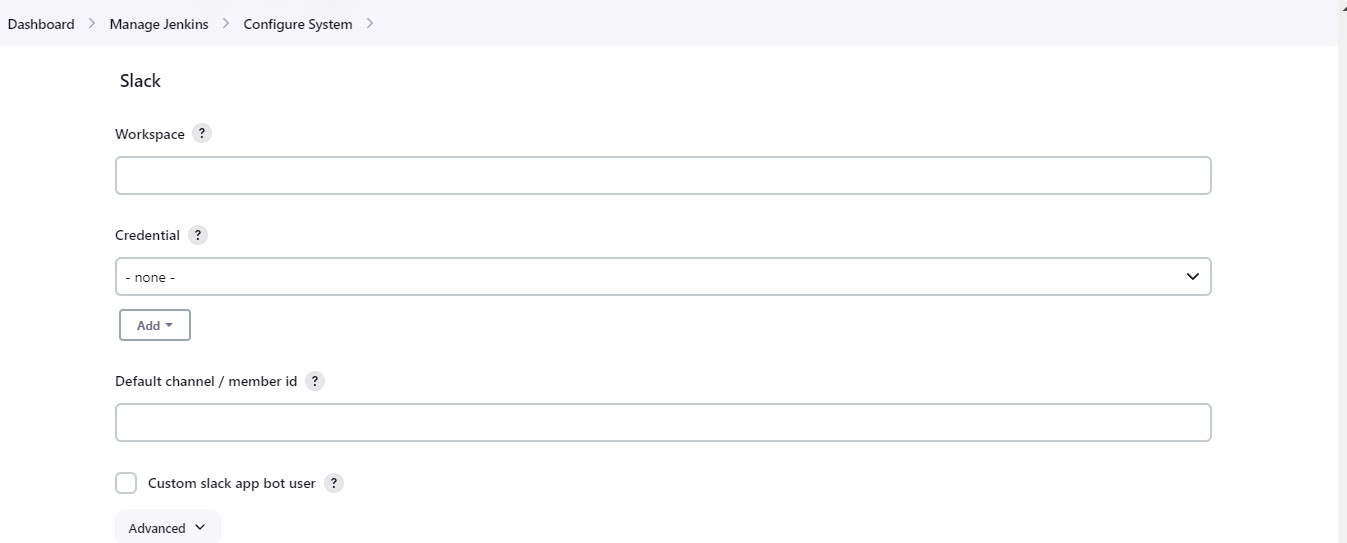 Dashboard > Manage Jenkins > Configure System >
Slack
Workspace ?
Credential ?
- none -
Add
Default channel / member id ?
Custom slack app bot user ?
Advanced